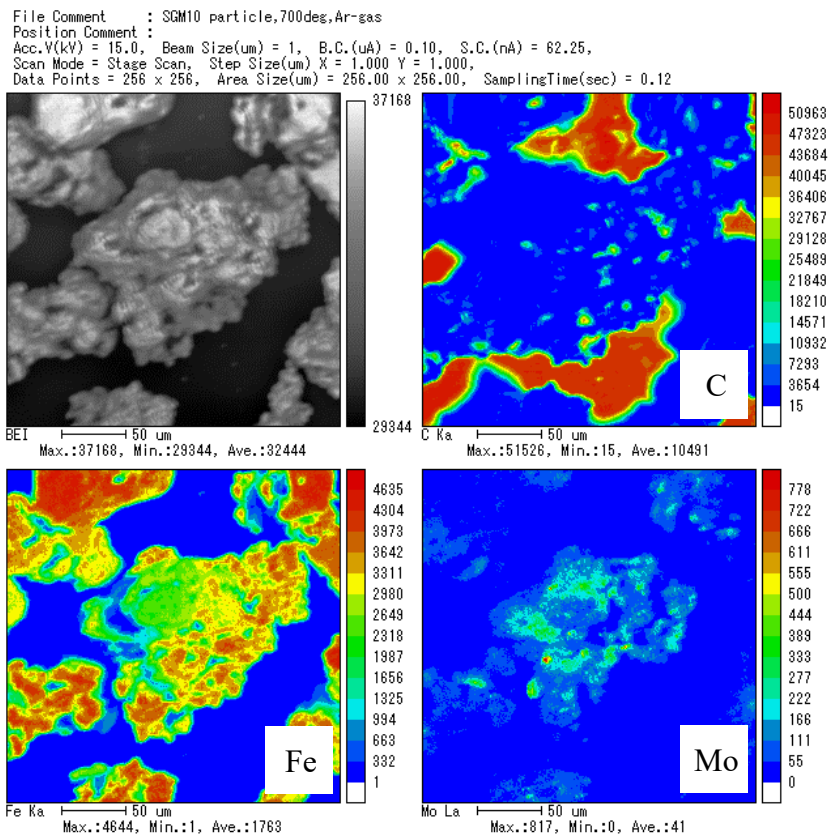 File Comment : SGM10 particle,700deg,Ar-gas
Position Comment :
Acc.V(kV) = 15.0, Beam Size(um) = 1, B.C.(uA) = 0.10, S.C.(nA) = 62.25,
Scan Mode = Stage Scan, Step Size(um) X = 1.000 Y = 1.000,
Data Points = 256 x 256, Area Size(um) = 256.00 x 256.00, SamplingTime(sec) = 0.12
37168
29344
BEI 50 um
Max.:37168, Min.:29344, Ave.:32444
50963
47323
43684
40045
36406
32767
29128
25489
21849
18210
14571
10932
7293
3654
15
C
C Ka 50 um
Max.:51526, Min.:15, Ave.:10491
4635
4304
3973
3642
3311
2980
2649
2318
1987
1656
1325
994
663
332
1
Fe
Fe Ka 50 um
Max.:4644, Min.:1, Ave.:1763
778
722
666
611
555
500
444
389
333
277
222
166
111
55
0
Mo
Mo La 50 um
Max.:817, Min.:0, Ave.:41